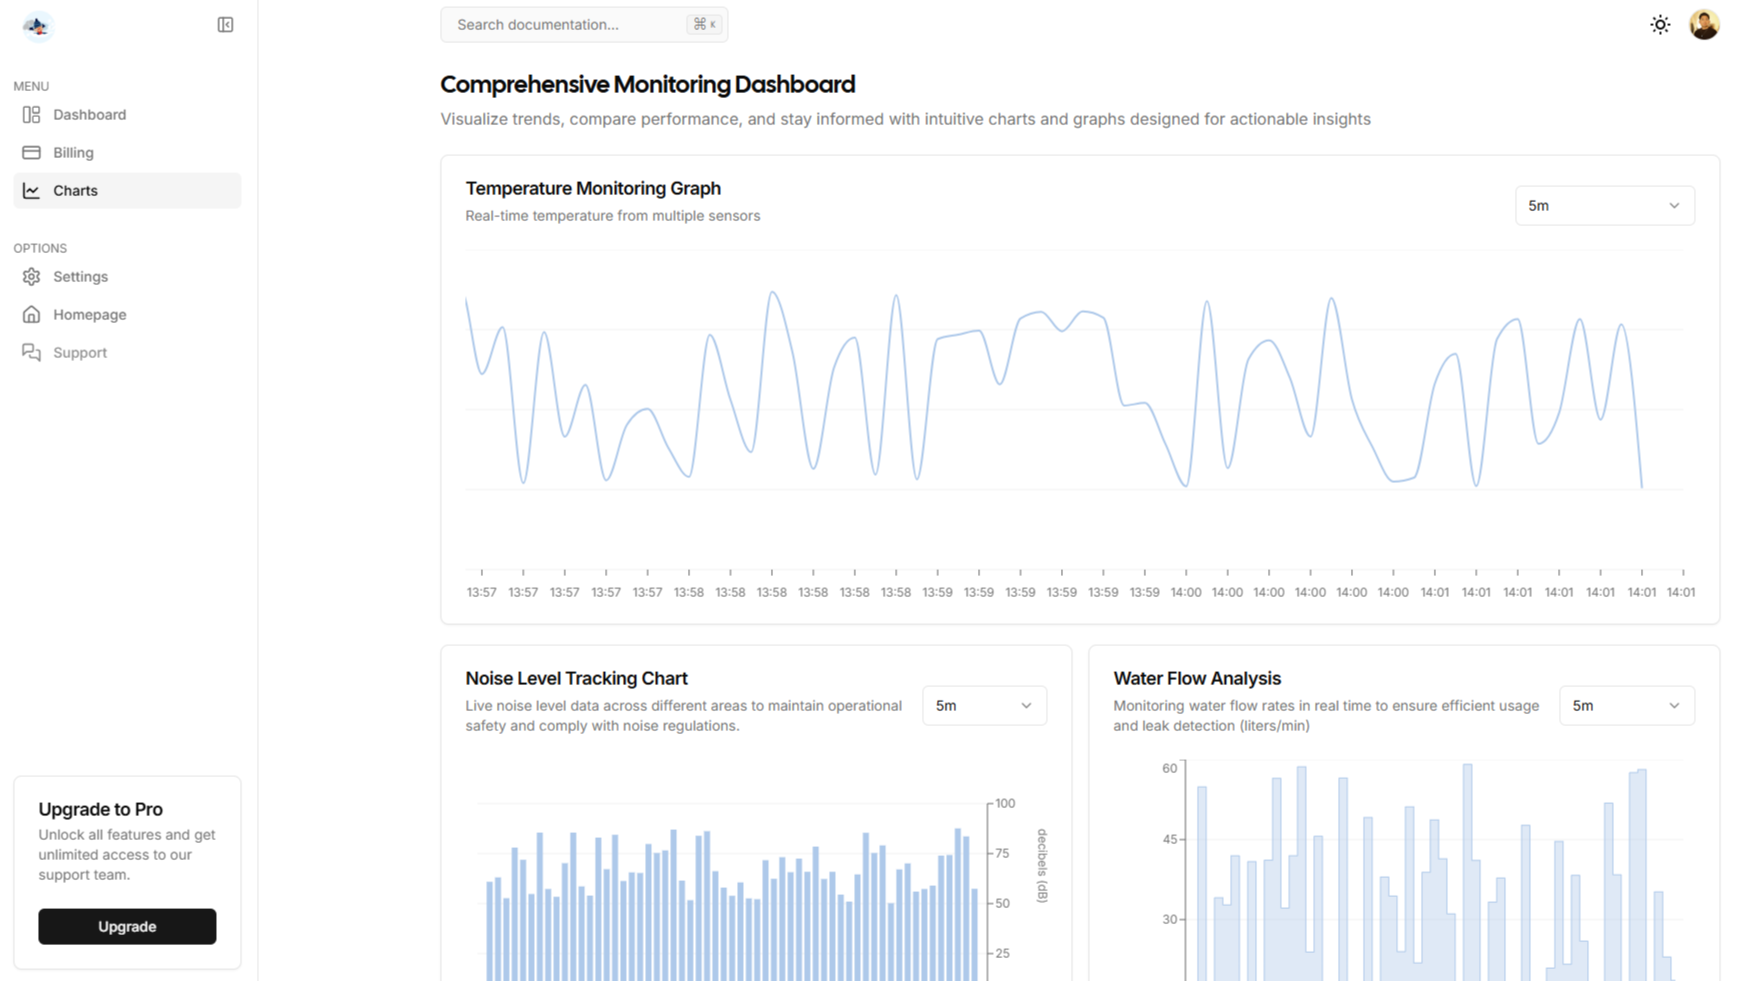 Search documentation...
⌘ K
MENU
Dashboard
Billing
Charts
OPTIONS
Settings
Homepage
Support
Upgrade to Pro
Unlock all features and get
unlimited access to our
support team.
Upgrade
Comprehensive Monitoring Dashboard
Visualize trends, compare performance, and stay informed with intuitive charts and graphs designed for actionable insights
Temperature Monitoring Graph
Real-time temperature from multiple sensors
5m
13:57 13:57 13:57 13:57 13:57 13:58 13:58 13:58 13:58 13:58 13:58 13:59 13:59 13:59 13:59 13:59 13:59 14:00 14:00 14:00 14:00 14:00 14:00 14:01 14:01 14:01 14:01 14:01 14:01 14:01
Noise Level Tracking Chart
Live noise level data across different areas to maintain operational
safety and comply with noise regulations.
5m
100
75
50
25
decibels (dB)
Water Flow Analysis
Monitoring water flow rates in real time to ensure efficient usage
and leak detection (liters/min)
5m
60
45
30